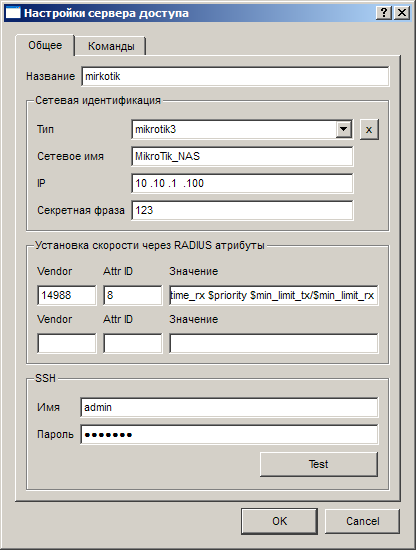 Настройки сервера доступа
Общее Команды
Название mirkotik
Сетевая идентификация
Тип mikrotik3 x
Сетевое имя MikroTik_NAS
IP 10 .10 .1 .100
Секретная фраза 123
Установка скорости через RADIUS атрибуты
Vendor Attr ID Значение
14988 8 time_rx $priority $min_limit_tx/$min_limit_rx
Vendor Attr ID Значение
SSH
Имя admin
Пароль ●●●●●●●
Test
OK Cancel